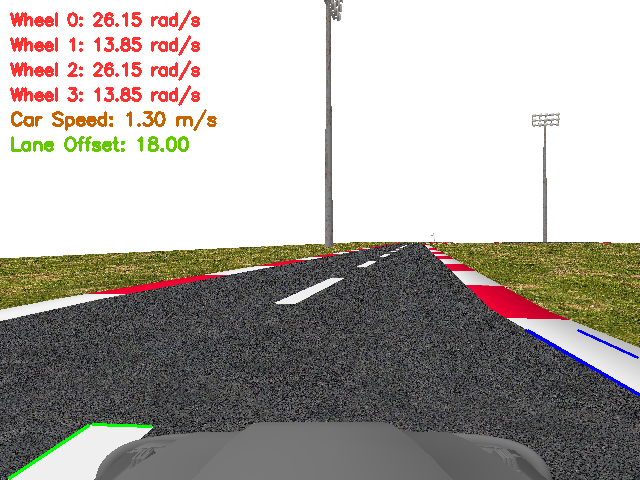 Wheel 0: 26.15 rad/s
Wheel 1: 13.85 rad/s
Wheel 2: 26.15 rad/s
Wheel 3: 13.85 rad/s
Car Speed: 1.30 m/s
Lane Offset: 18.00